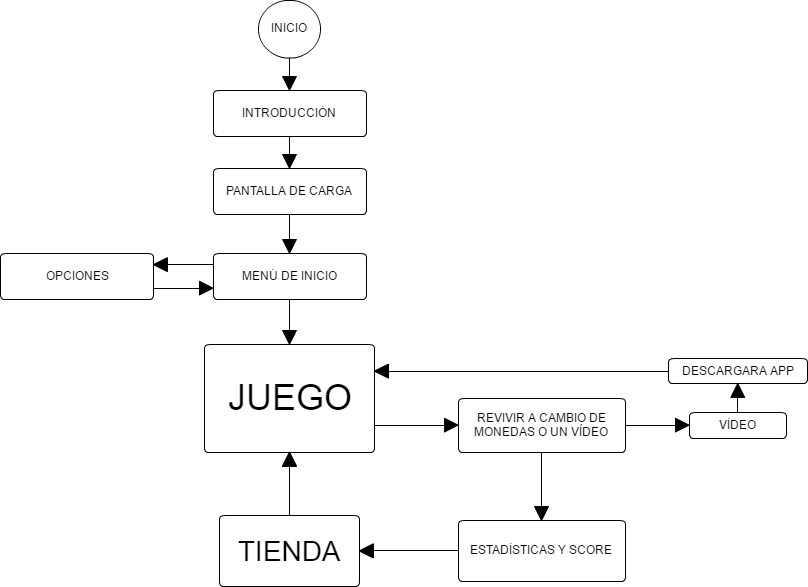 INICIO
INTRODUCCIÓN
PANTALLA DE CARGA
OPCIONES
MENÙ DE INICIO
JUEGO
DESCARGARA APP
REVIVIR A CAMBIO DE
MONEDAS O UN VÍDEO
VÍDEO
TIENDA
ESTADÍSTICAS Y SCORE